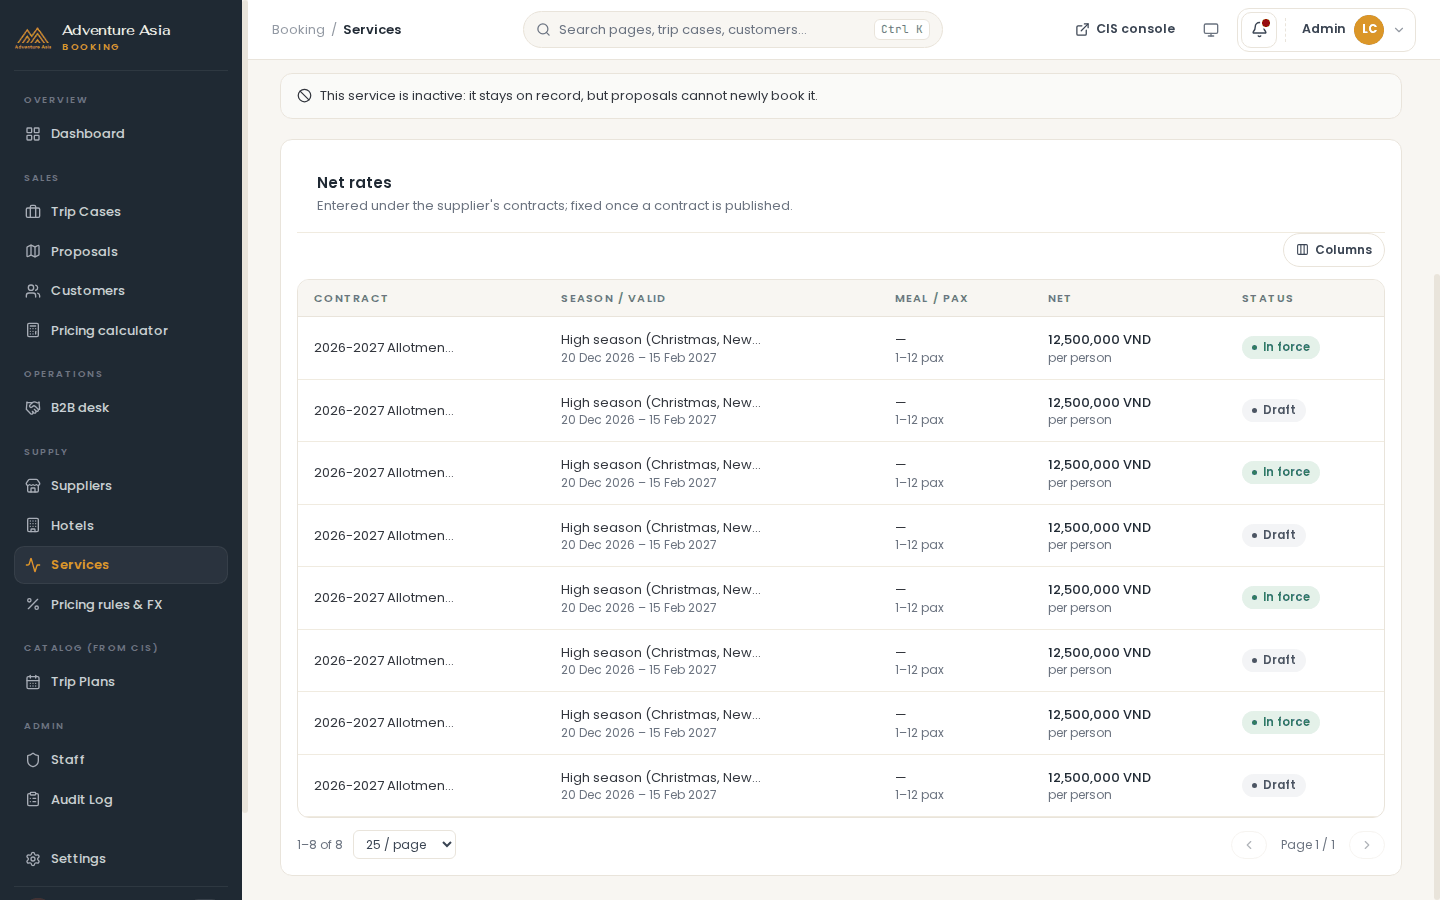 Adventure Asia
BOOKING
Adventure Asia
OVERVIEW
Dashboard
SALES
Trip Cases
Proposals
Customers
Pricing calculator
OPERATIONS
B2B desk
SUPPLY
Suppliers
Hotels
Services
Pricing rules & FX
CATALOG (FROM CIS)
Trip Plans
ADMIN
Staff
Audit Log
Settings
Booking / Services
Search pages, trip cases, customers...
Ctrl K
CIS console
Admin
LC
This service is inactive: it stays on record, but proposals cannot newly book it.
Net rates
Entered under the supplier's contracts; fixed once a contract is published.
Columns
CONTRACT SEASON / VALID MEAL / PAX NET STATUS
2026-2027 Allotmen... High season (Christmas, New... — 12,500,000 VND In force
20 Dec 2026 – 15 Feb 2027 1–12 pax per person
2026-2027 Allotmen... High season (Christmas, New... — 12,500,000 VND Draft
20 Dec 2026 – 15 Feb 2027 1–12 pax per person
2026-2027 Allotmen... High season (Christmas, New... — 12,500,000 VND In force
20 Dec 2026 – 15 Feb 2027 1–12 pax per person
2026-2027 Allotmen... High season (Christmas, New... — 12,500,000 VND Draft
20 Dec 2026 – 15 Feb 2027 1–12 pax per person
2026-2027 Allotmen... High season (Christmas, New... — 12,500,000 VND In force
20 Dec 2026 – 15 Feb 2027 1–12 pax per person
2026-2027 Allotmen... High season (Christmas, New... — 12,500,000 VND Draft
20 Dec 2026 – 15 Feb 2027 1–12 pax per person
2026-2027 Allotmen... High season (Christmas, New... — 12,500,000 VND In force
20 Dec 2026 – 15 Feb 2027 1–12 pax per person
2026-2027 Allotmen... High season (Christmas, New... — 12,500,000 VND Draft
20 Dec 2026 – 15 Feb 2027 1–12 pax per person
1–8 of 8 25 / page Page 1 / 1